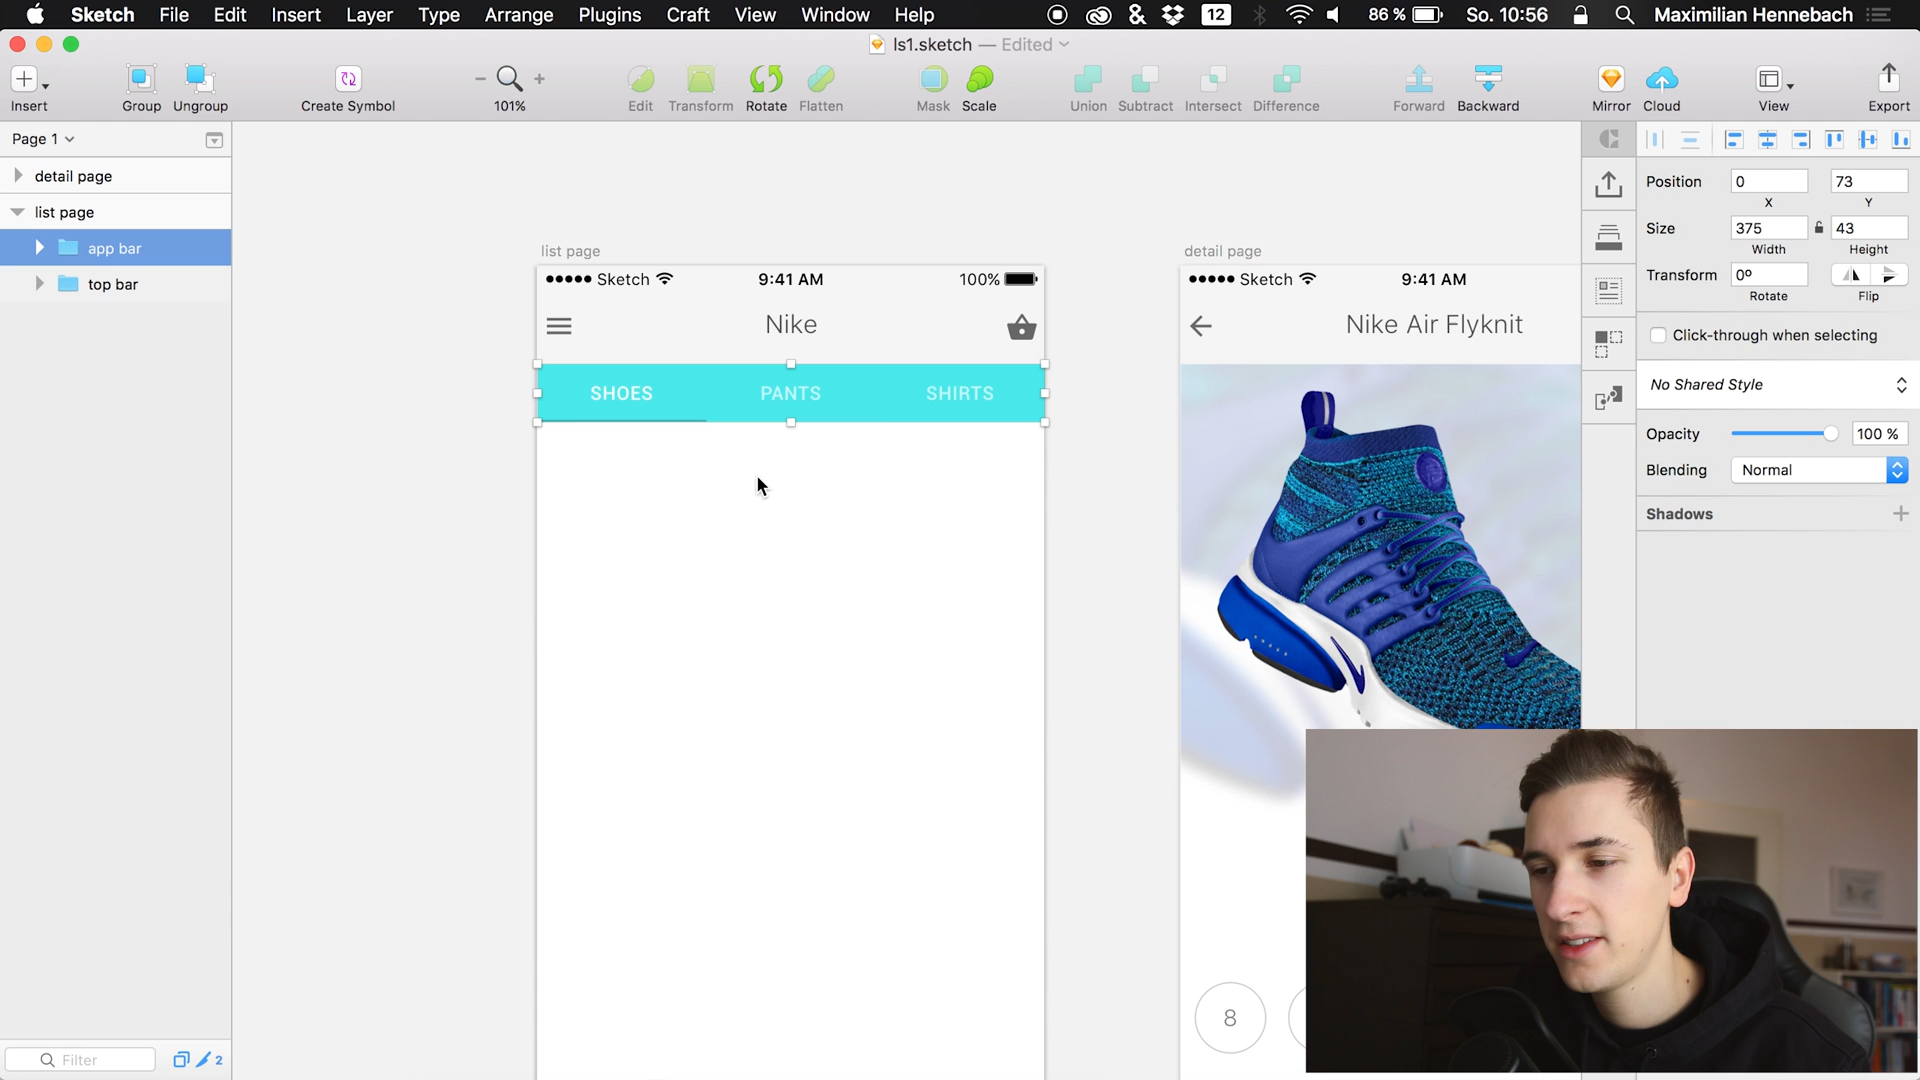 Sketch File Edit Insert Layer Type Arrange Plugins Craft View Window Help 12 86 % So. 10:56 Maximilian Hennebach
ls1.sketch — Edited
Insert Group Ungroup Create Symbol 101% Edit Transform Rotate Flatten Mask Scale Union Subtract Intersect Difference Forward Backward Mirror Cloud View Export
Page 1
detail page
list page
app bar
top bar
Filter 2
list page
Sketch 9:41 AM 100%
Nike
SHOES PANTS SHIRTS
detail page
Sketch 9:41 AM
Nike Air Flyknit
8
Position 0 73
X Y
Size 375 43
Width Height
Transform 0º
Rotate Flip
Click-through when selecting
No Shared Style
Opacity 100 %
Blending Normal
Shadows